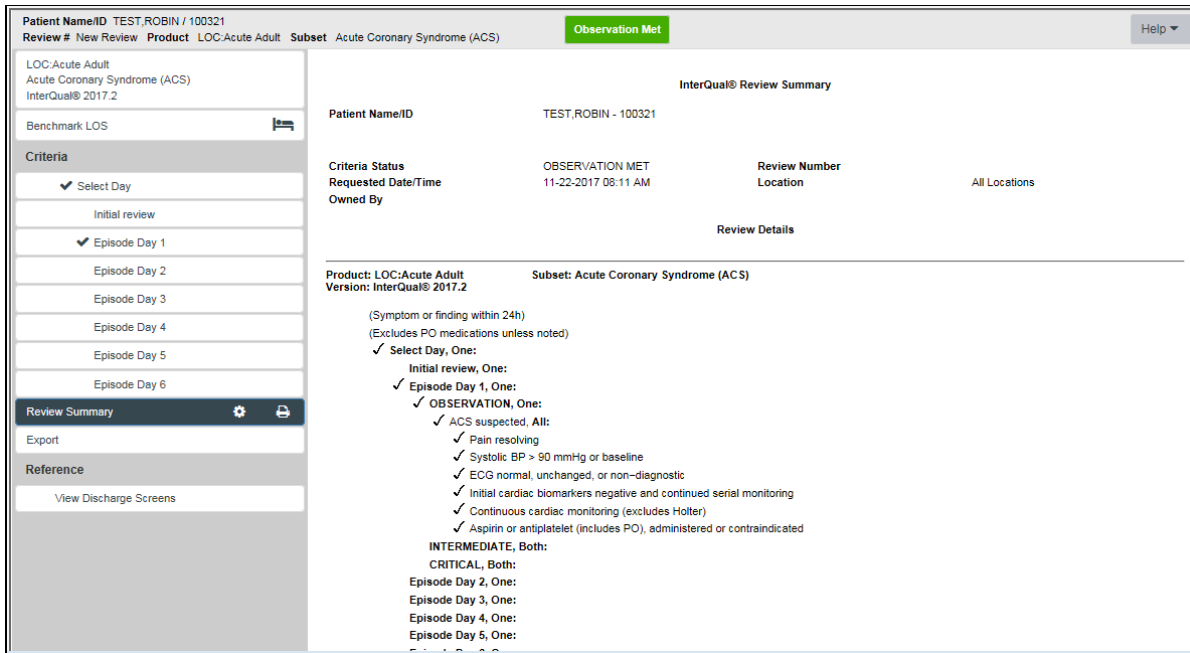 Patient Name/ID TEST,ROBIN / 100321
Review # New Review Product LOC:Acute Adult Subset Acute Coronary Syndrome (ACS)
Observation Met
Help
LOC:Acute Adult
Acute Coronary Syndrome (ACS)
InterQual® 2017.2
Benchmark LOS
Criteria
Select Day
Initial review
Episode Day 1
Episode Day 2
Episode Day 3
Episode Day 4
Episode Day 5
Episode Day 6
Review Summary
Export
Reference
View Discharge Screens
InterQual® Review Summary
Patient Name/ID TEST,ROBIN - 100321
Criteria Status OBSERVATION MET Review Number
Requested Date/Time 11-22-2017 08:11 AM Location All Locations
Owned By
Review Details
Product: LOC:Acute Adult Subset: Acute Coronary Syndrome (ACS)
Version: InterQual® 2017.2
(Symptom or finding within 24h)
(Excludes PO medications unless noted)
✓ Select Day, One:
Initial review, One:
✓ Episode Day 1, One:
✓ OBSERVATION, One:
✓ ACS suspected, All:
✓ Pain resolving
✓ Systolic BP > 90 mmHg or baseline
✓ ECG normal, unchanged, or non-diagnostic
✓ Initial cardiac biomarkers negative and continued serial monitoring
✓ Continuous cardiac monitoring (excludes Holter)
✓ Aspirin or antiplatelet (includes PO), administered or contraindicated
INTERMEDIATE, Both:
CRITICAL, Both:
Episode Day 2, One:
Episode Day 3, One:
Episode Day 4, One:
Episode Day 5, One: